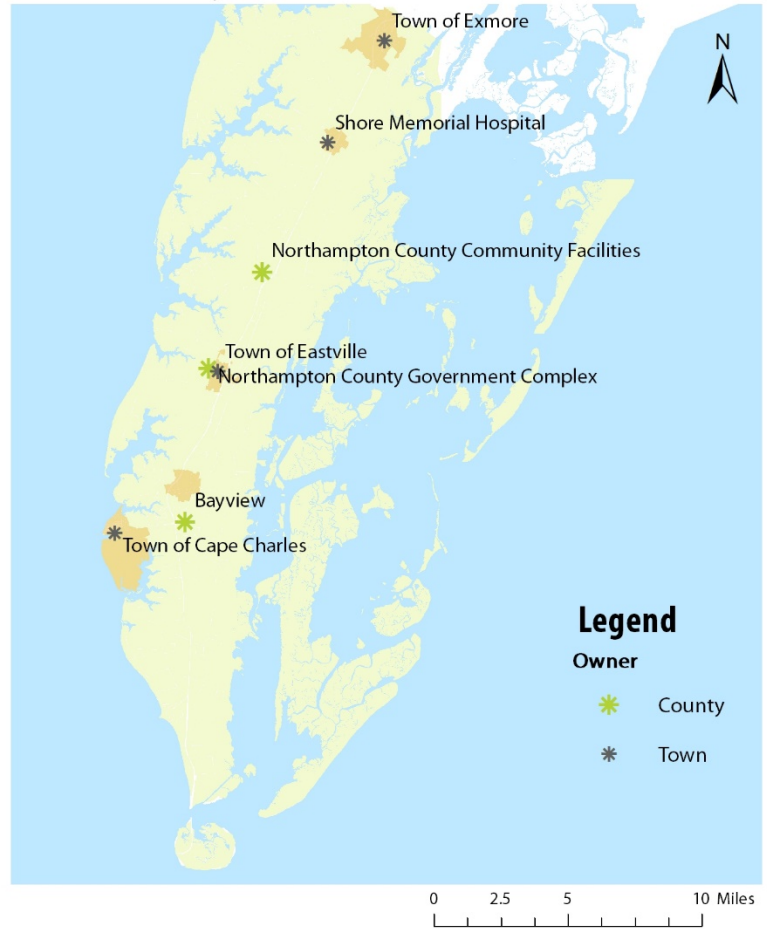 Town of Exmore
N
Shore Memorial Hospital
Northampton County Community Facilities
Town of Eastville
Northampton County Government Complex
Bayview
Town of Cape Charles
Legend
Owner
County
Town
0 2.5 5 10 Miles